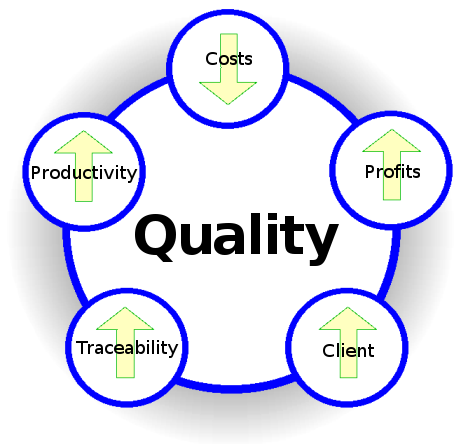 Costs
Productivity
Profits
Quality
Traceability
Client